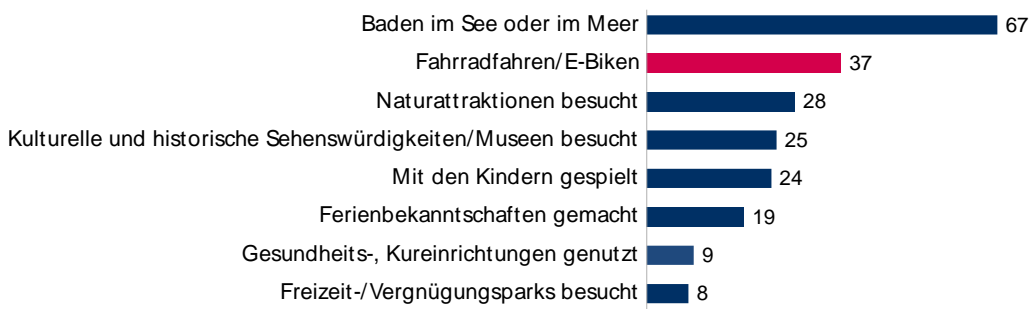 Baden im See oder im Meer 67
Fahrradfahren/E-Biken 37
Naturattraktionen besucht 28
Kulturelle und historische Sehenswürdigkeiten/Museen besucht 25
Mit den Kindern gespielt 24
Ferienbekanntschaften gemacht 19
Gesundheits-, Kureinrichtungen genutzt 9
Freizeit-/Vergnügungsparks besucht 8